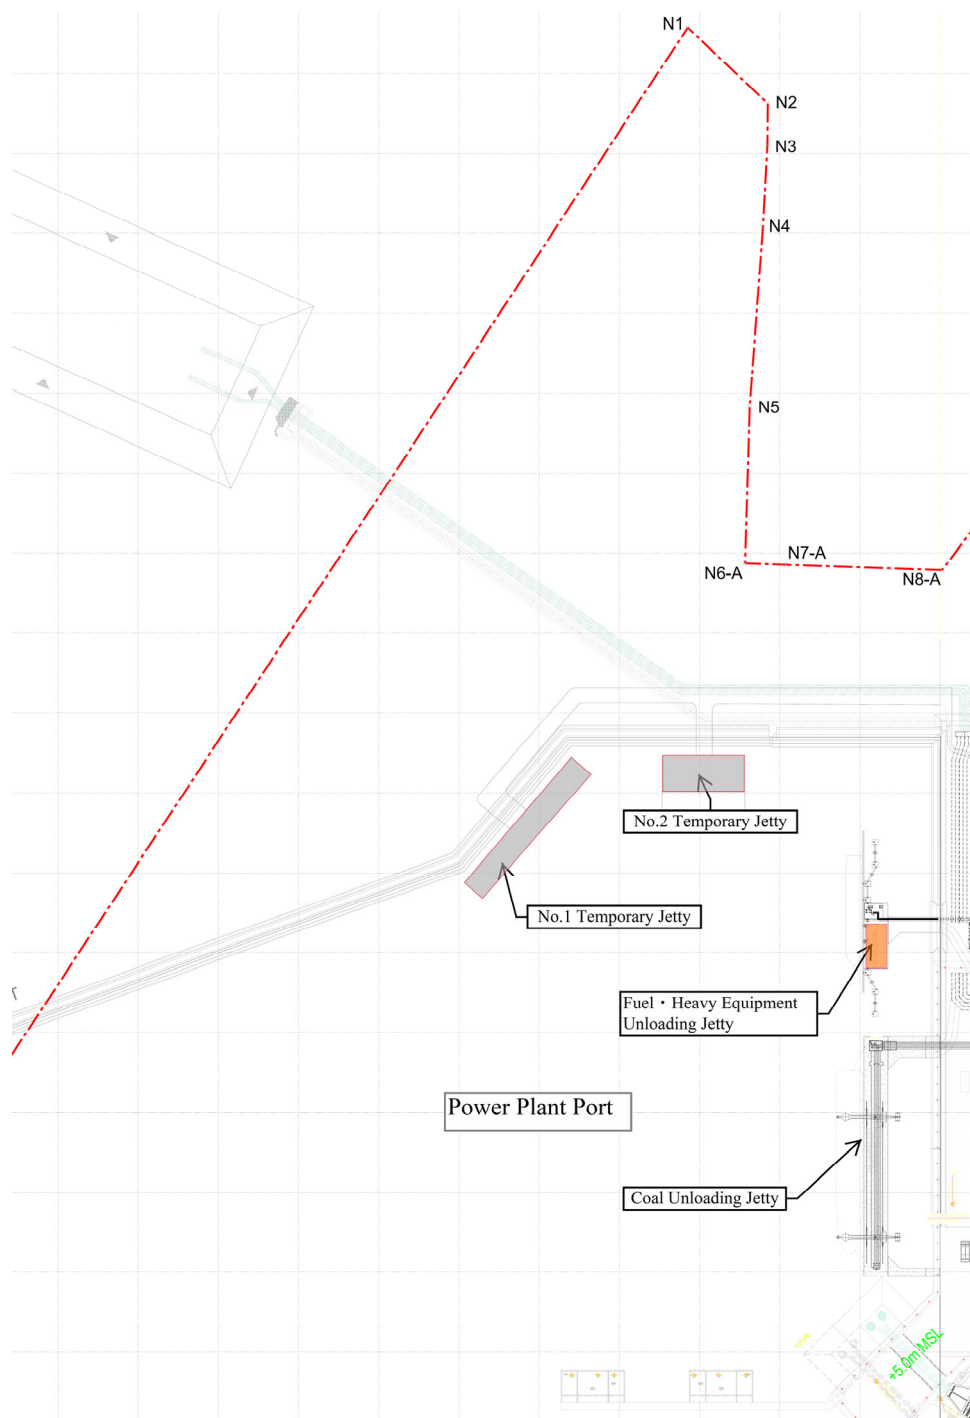 N1
N2
N3
N4
N5
N7-A
N6-A
N8-A
No.2 Temporary Jetty
No.1 Temporary Jetty
Fuel・Heavy Equipment
Unloading Jetty
Power Plant Port
Coal Unloading Jetty
+5.0m MSL